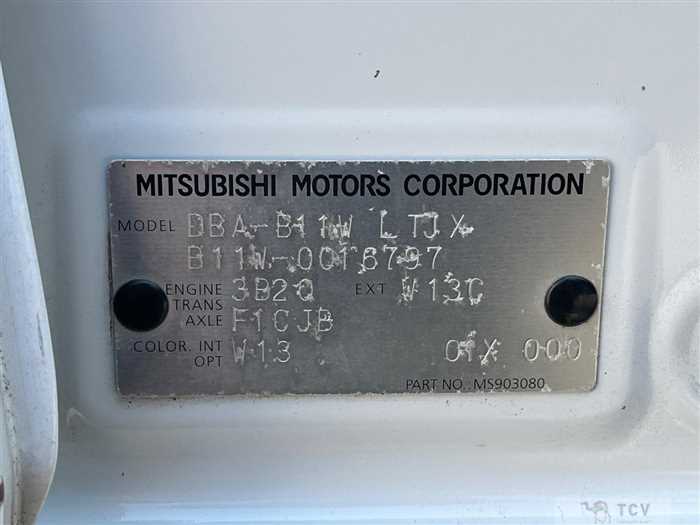 MITSUBISHI MOTORS CORPORATION
MODEL DBA-B11W LTJX
B11W-0016797
ENGINE 3B20 EXT W13C
TRANS
AXLE F1CJB
COLOR, INT W13 01X 000
OPT
PART NO. MS903080
TCV